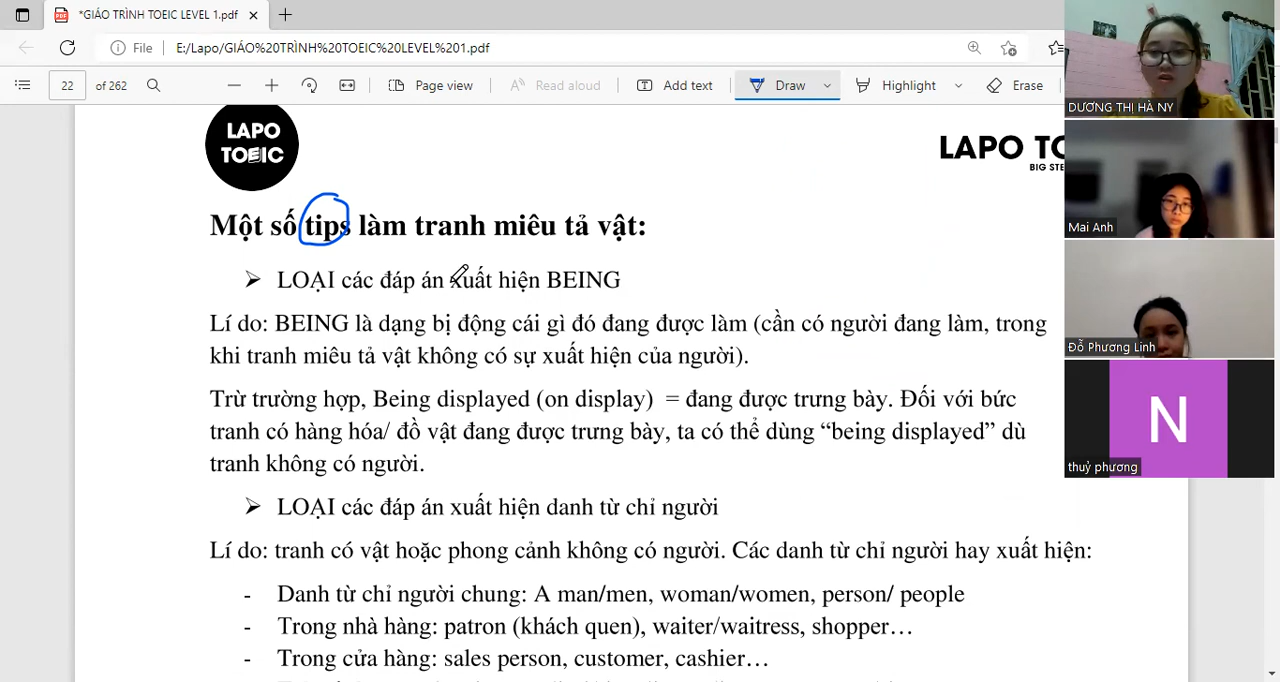 *GIÁO TRÌNH TOEIC LEVEL 1.pdf
File E:/Lapo/GIÁO%20TRÌNH%20TOEIC%20LEVEL%201.pdf
22 of 262 Page view Read aloud Add text Draw Highlight Erase
LAPO
TOEIC
LAPO TO
BIG STE
Một số tips làm tranh miêu tả vật:
➢ LOẠI các đáp án xuất hiện BEING
Lí do: BEING là dạng bị động cái gì đó đang được làm (cần có người đang làm, trong
khi tranh miêu tả vật không có sự xuất hiện của người).
Trừ trường hợp, Being displayed (on display) = đang được trưng bày. Đối với bức
tranh có hàng hóa/ đồ vật đang được trưng bày, ta có thể dùng “being displayed” dù
tranh không có người.
➢ LOẠI các đáp án xuất hiện danh từ chỉ người
Lí do: tranh có vật hoặc phong cảnh không có người. Các danh từ chỉ người hay xuất hiện:
- Danh từ chỉ người chung: A man/men, woman/women, person/ people
- Trong nhà hàng: patron (khách quen), waiter/waitress, shopper…
- Trong cửa hàng: sales person, customer, cashier…
DƯƠNG THỊ HÀ NY
Mai Anh
Đỗ Phương Linh
N
thuỷ phương